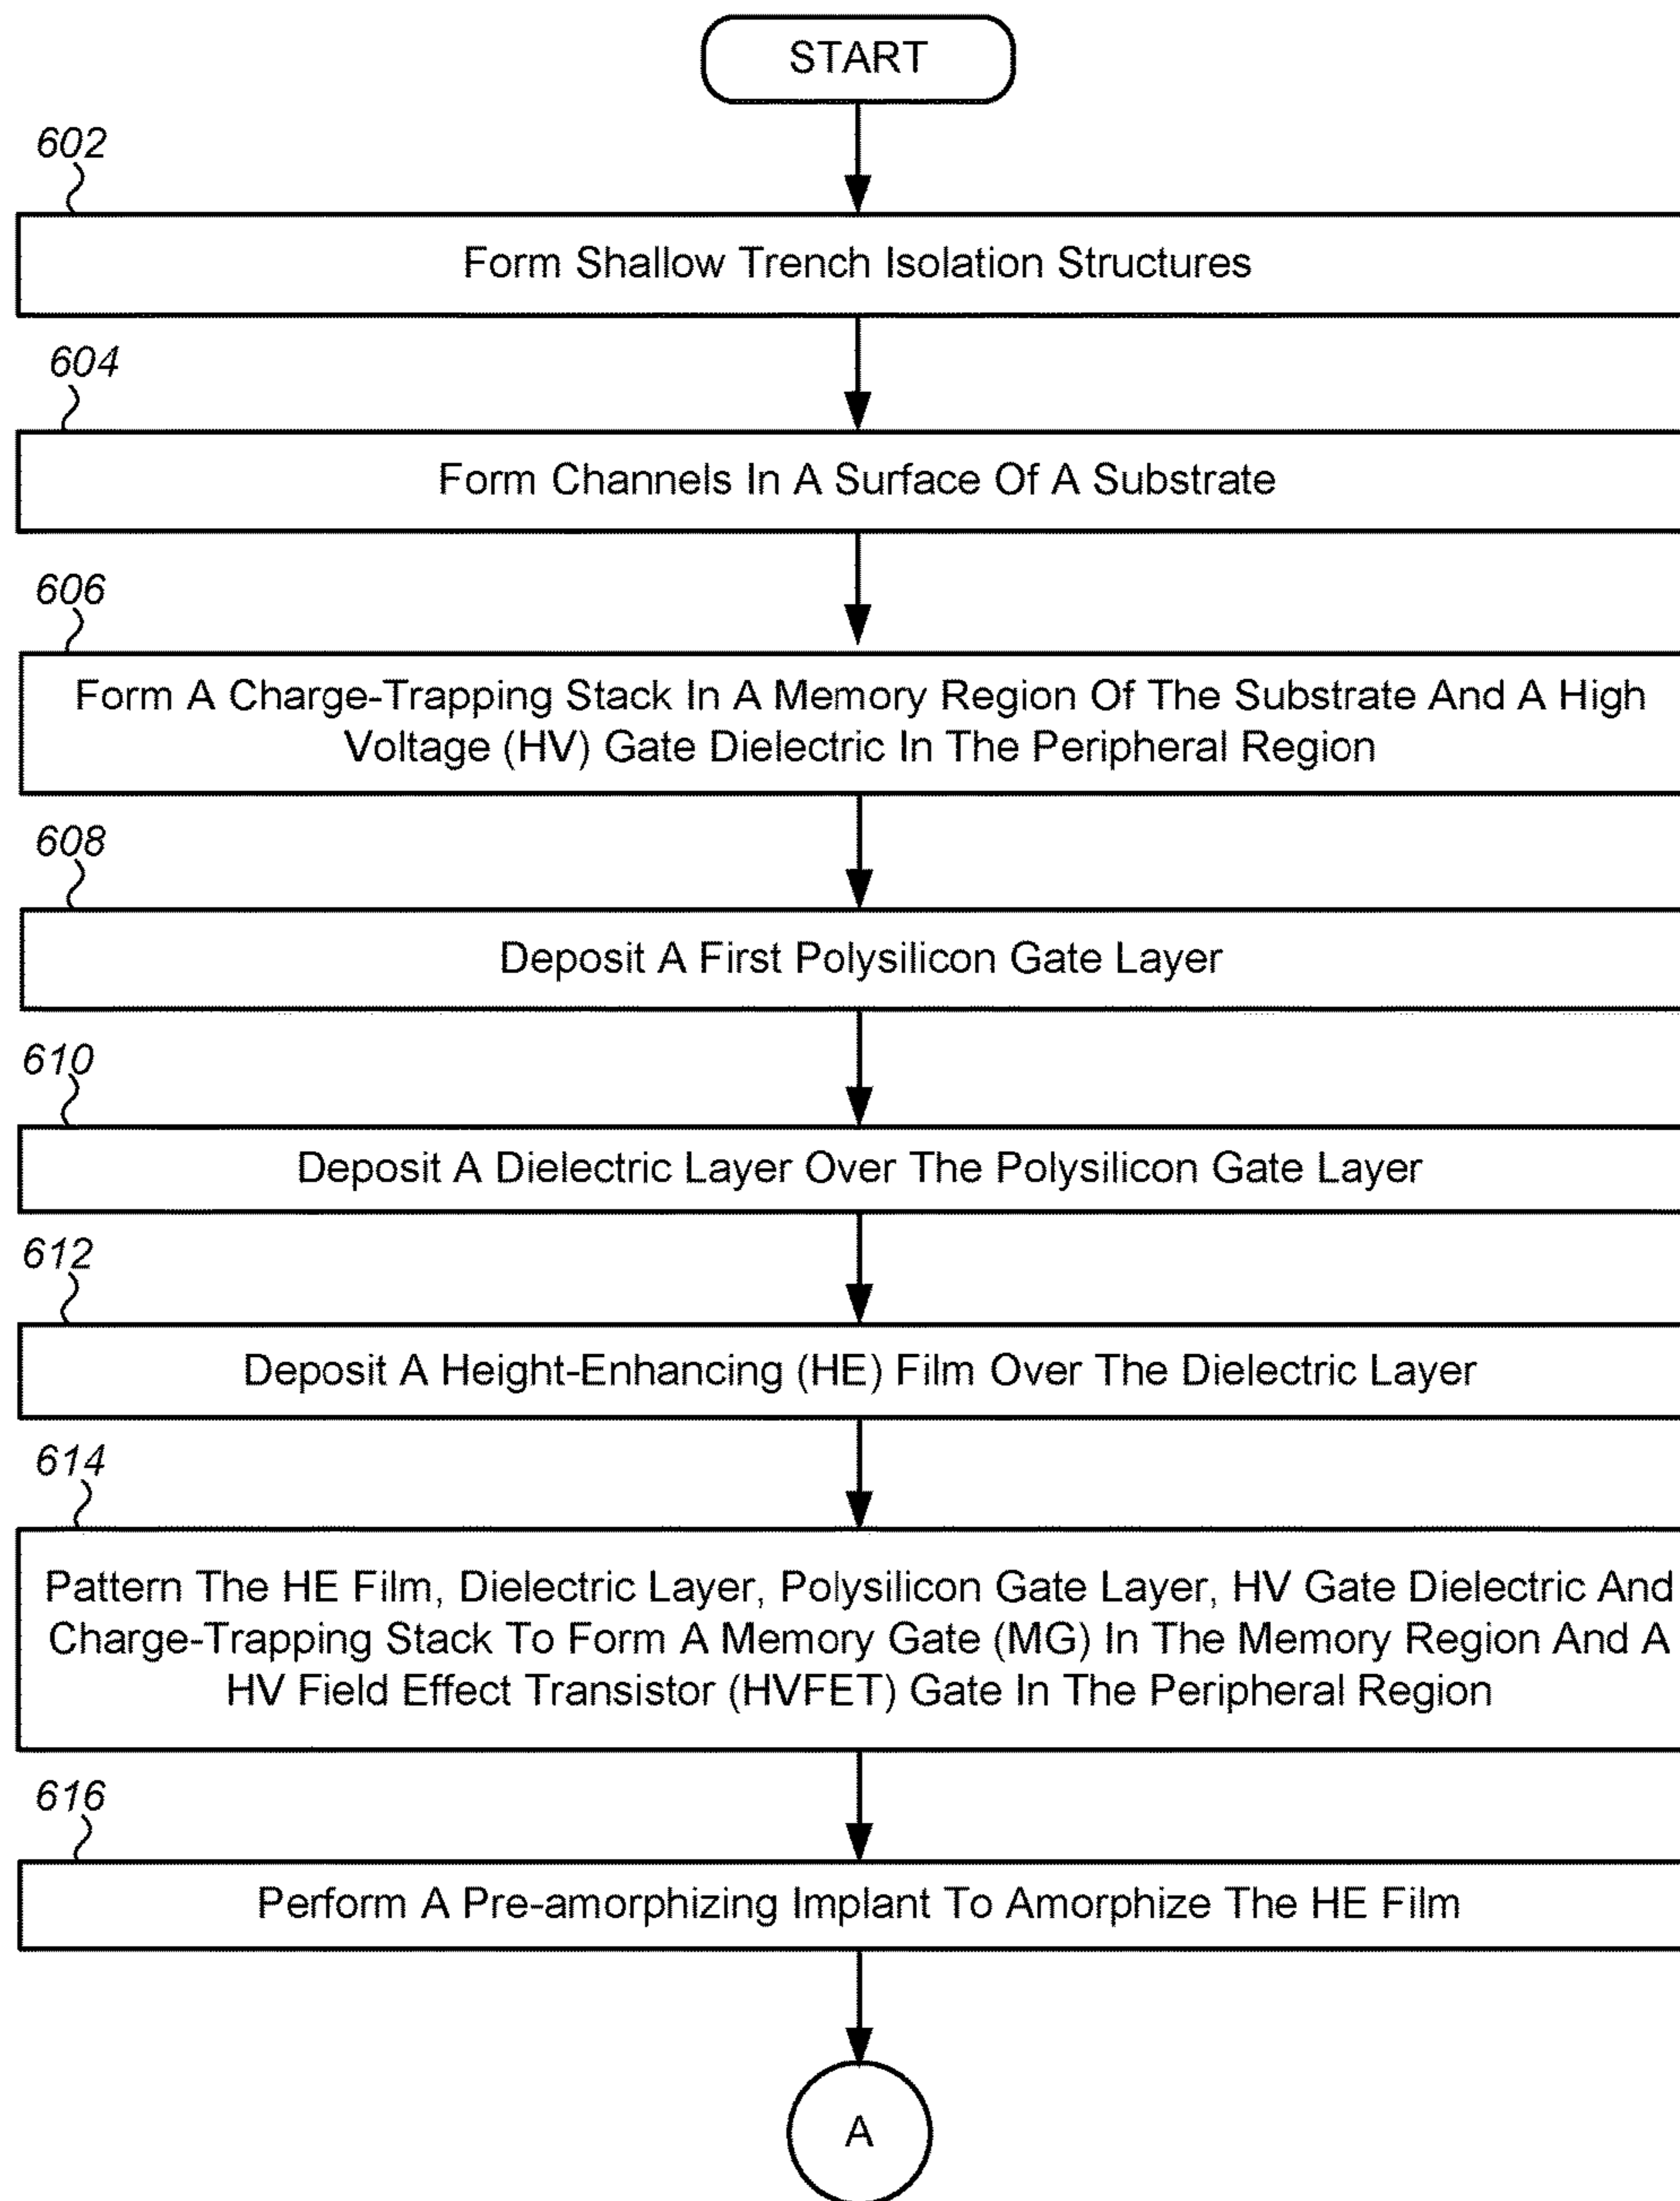 START
602
Form Shallow Trench Isolation Structures
604
Form Channels In A Surface Of A Substrate
606
Form A Charge-Trapping Stack In A Memory Region Of The Substrate And A High
Voltage (HV) Gate Dielectric In The Peripheral Region
608
Deposit A First Polysilicon Gate Layer
610
Deposit A Dielectric Layer Over The Polysilicon Gate Layer
612
Deposit A Height-Enhancing (HE) Film Over The Dielectric Layer
614
Pattern The HE Film, Dielectric Layer, Polysilicon Gate Layer, HV Gate Dielectric And
Charge-Trapping Stack To Form A Memory Gate (MG) In The Memory Region And A
HV Field Effect Transistor (HVFET) Gate In The Peripheral Region
616
Perform A Pre-amorphizing Implant To Amorphize The HE Film
A